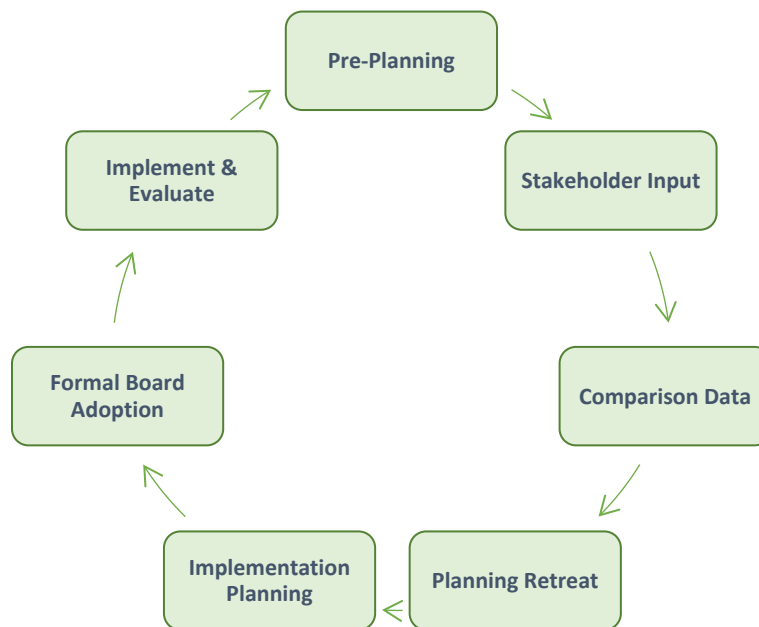 Pre-Planning
Stakeholder Input
Comparison Data
Planning Retreat
Implementation
Planning
Formal Board
Adoption
Implement &
Evaluate